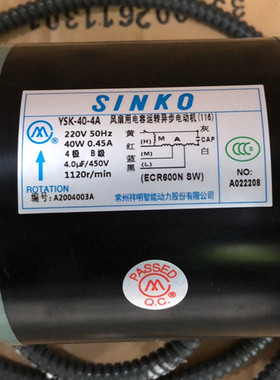 202611301
SINKO
YSK-40-4A 风扇用电容运转异步电动机(116)
220V 50Hz
40W 0.45A
4极 B级
4.0μF/450V
1120r/min
黄
红
蓝
黑
(H)
(M)
(L)
M
A
灰
CAP
白
(ECR600N SW)
ROTATION
编号: A2004003A
常州祥明智能动力股份有限公司
CCC
NO:
A022208
PASSED
M
Q.C.